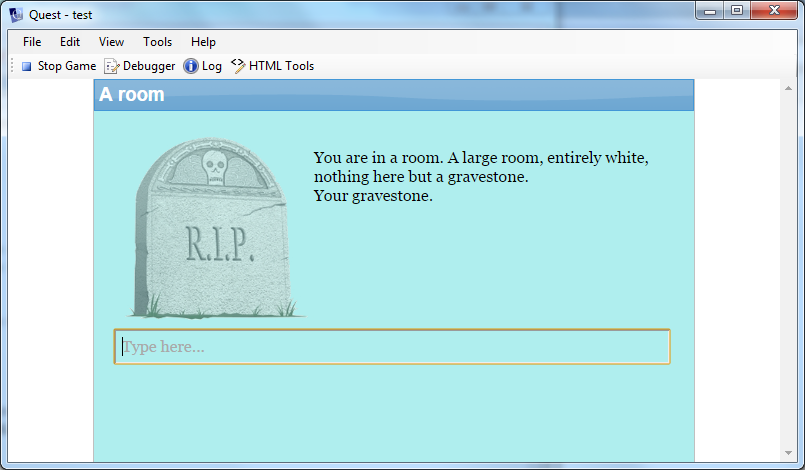 Quest - test
File Edit View Tools Help
Stop Game Debugger Log HTML Tools
A room
You are in a room. A large room, entirely white,
nothing here but a gravestone.
Your gravestone.
R.I.P.
Type here...